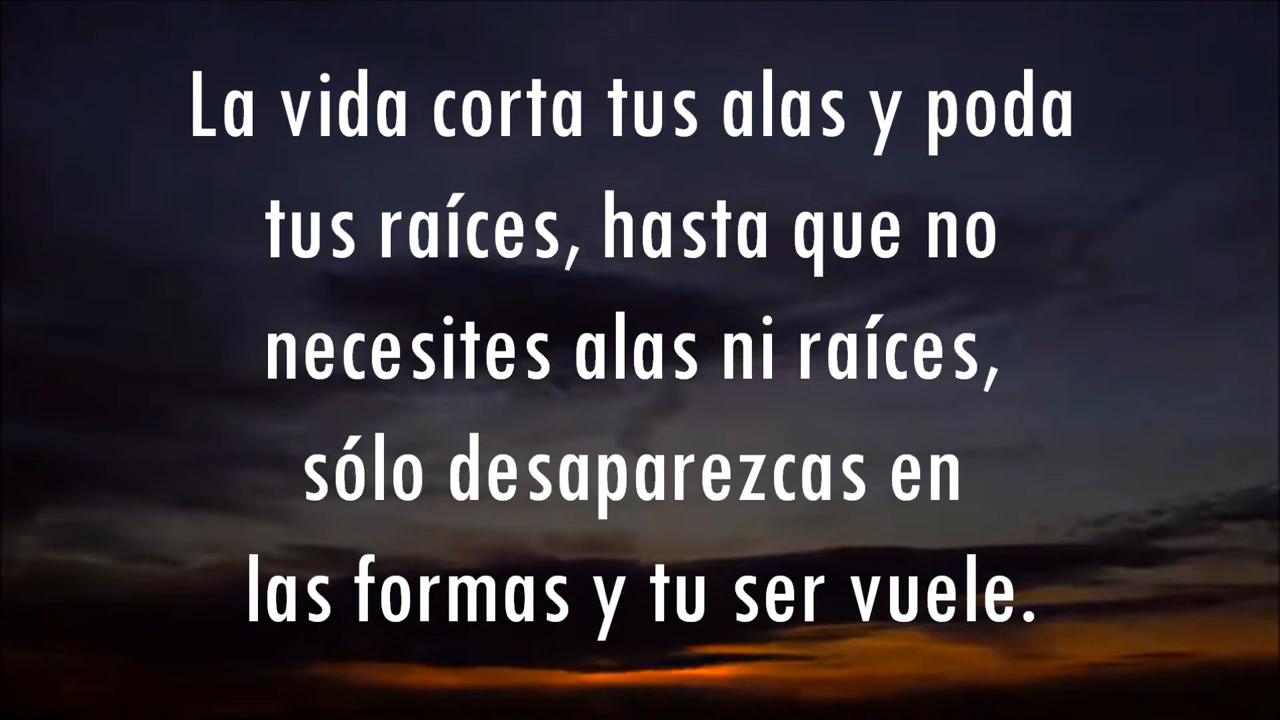 La vida corta tus alas y poda
tus raíces, hasta que no
necesites alas ni raíces,
sólo desaparezcas en
las formas y tu ser vuele.